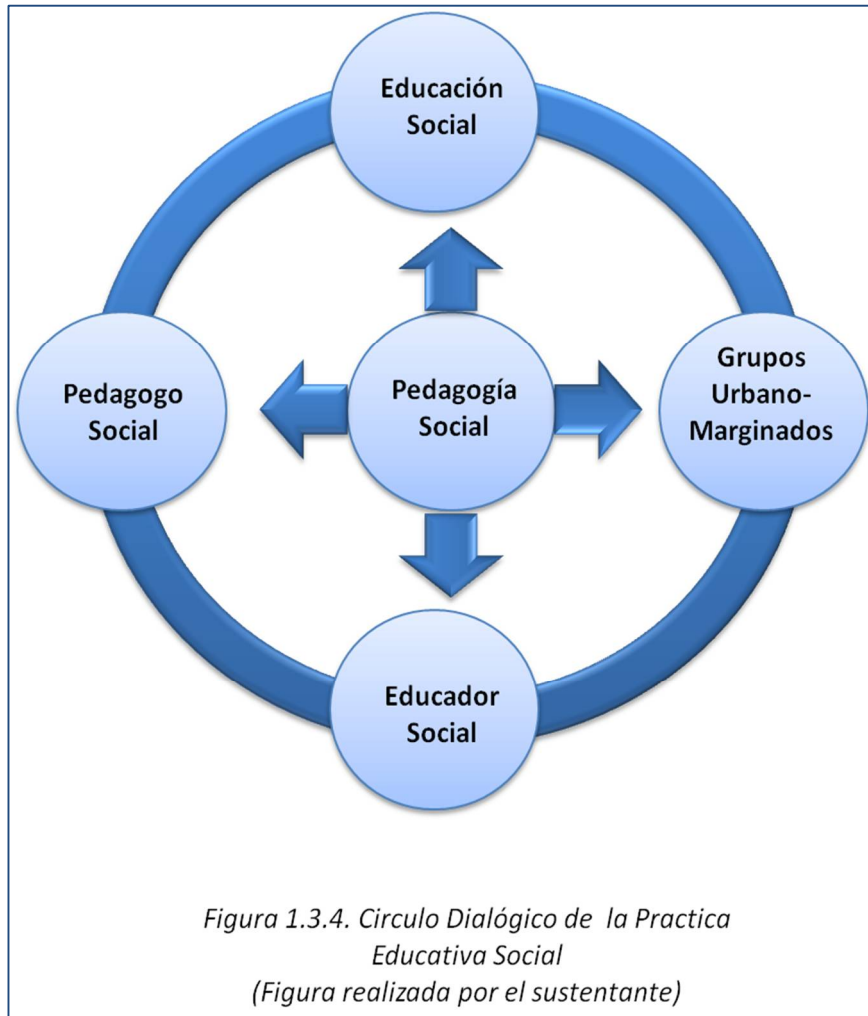 Educación
Social
Pedagogo
Social
Pedagogía
Social
Grupos
Urbano-
Marginados
Educador
Social
Figura 1.3.4. Circulo Dialógico de la Practica
Educativa Social
(Figura realizada por el sustentante)